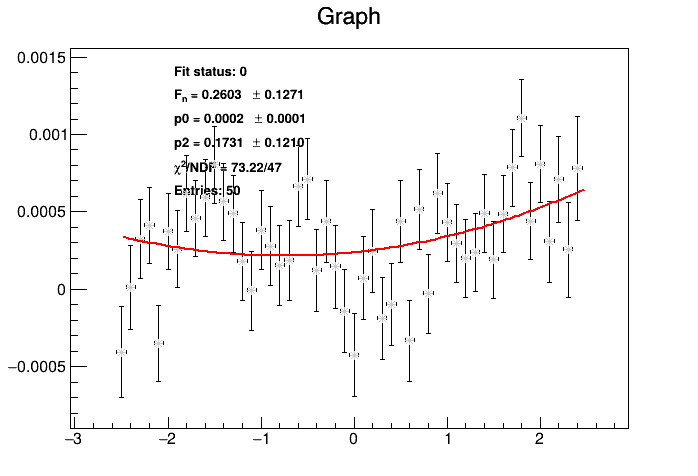 Graph
Fit status: 0
Fn = 0.2603 ± 0.1271
p0 = 0.0002 ± 0.0001
p2 = 0.1731 ± 0.1210
χ²/NDF = 73.22/47
Entries: 50
0.0015
0.001
0.0005
0
−0.0005
−3 −2 −1 0 1 2